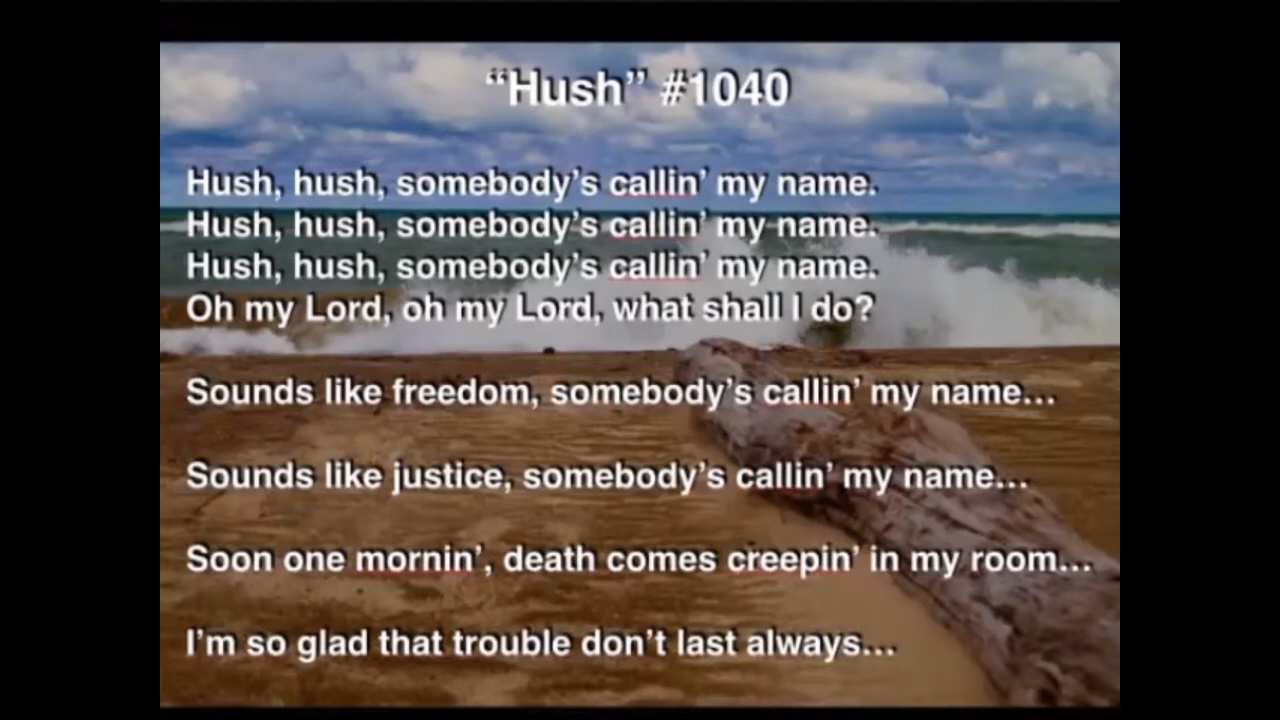 “Hush” #1040
Hush, hush, somebody’s callin’ my name.
Hush, hush, somebody’s callin’ my name.
Hush, hush, somebody’s callin’ my name.
Oh my Lord, oh my Lord, what shall I do?
Sounds like freedom, somebody’s callin’ my name…
Sounds like justice, somebody’s callin’ my name…
Soon one mornin’, death comes creepin’ in my room…
I’m so glad that trouble don’t last always…